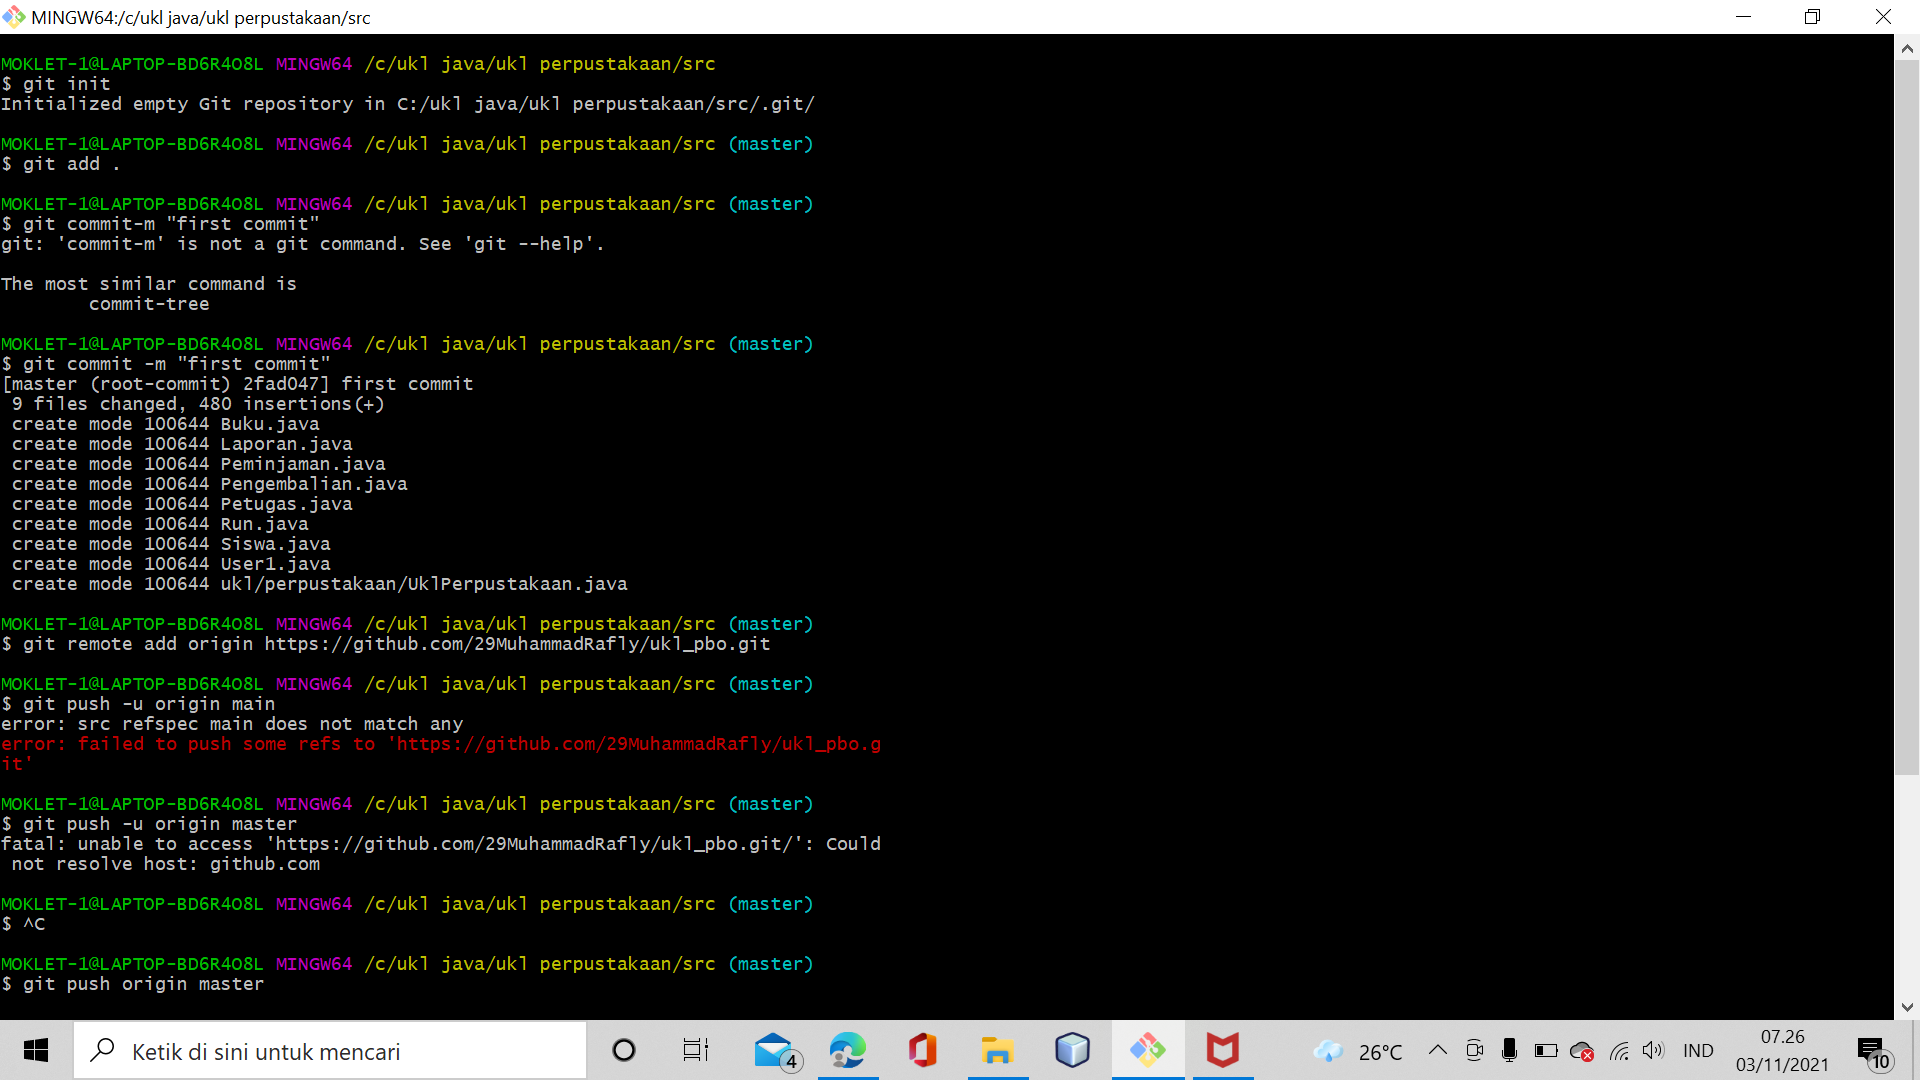 MINGW64:/c/ukl java/ukl perpustakaan/src
MOKLET-1@LAPTOP-BD6R4O8L MINGW64 /c/ukl java/ukl perpustakaan/src
$ git init
Initialized empty Git repository in C:/ukl java/ukl perpustakaan/src/.git/
MOKLET-1@LAPTOP-BD6R4O8L MINGW64 /c/ukl java/ukl perpustakaan/src (master)
$ git add .
MOKLET-1@LAPTOP-BD6R4O8L MINGW64 /c/ukl java/ukl perpustakaan/src (master)
$ git commit-m "first commit"
git: 'commit-m' is not a git command. See 'git --help'.
The most similar command is
commit-tree
MOKLET-1@LAPTOP-BD6R4O8L MINGW64 /c/ukl java/ukl perpustakaan/src (master)
$ git commit -m "first commit"
[master (root-commit) 2fad047] first commit
9 files changed, 480 insertions(+)
create mode 100644 Buku.java
create mode 100644 Laporan.java
create mode 100644 Peminjaman.java
create mode 100644 Pengembalian.java
create mode 100644 Petugas.java
create mode 100644 Run.java
create mode 100644 Siswa.java
create mode 100644 User1.java
create mode 100644 ukl/perpustakaan/UklPerpustakaan.java
MOKLET-1@LAPTOP-BD6R4O8L MINGW64 /c/ukl java/ukl perpustakaan/src (master)
$ git remote add origin https://github.com/29MuhammadRafly/ukl_pbo.git
MOKLET-1@LAPTOP-BD6R4O8L MINGW64 /c/ukl java/ukl perpustakaan/src (master)
$ git push -u origin main
error: src refspec main does not match any
error: failed to push some refs to 'https://github.com/29MuhammadRafly/ukl_pbo.g
it'
MOKLET-1@LAPTOP-BD6R4O8L MINGW64 /c/ukl java/ukl perpustakaan/src (master)
$ git push -u origin master
fatal: unable to access 'https://github.com/29MuhammadRafly/ukl_pbo.git/': Could
not resolve host: github.com
MOKLET-1@LAPTOP-BD6R4O8L MINGW64 /c/ukl java/ukl perpustakaan/src (master)
$ ^C
MOKLET-1@LAPTOP-BD6R4O8L MINGW64 /c/ukl java/ukl perpustakaan/src (master)
$ git push origin master
Ketik di sini untuk mencari
4
26°C
IND
07.26
03/11/2021
10